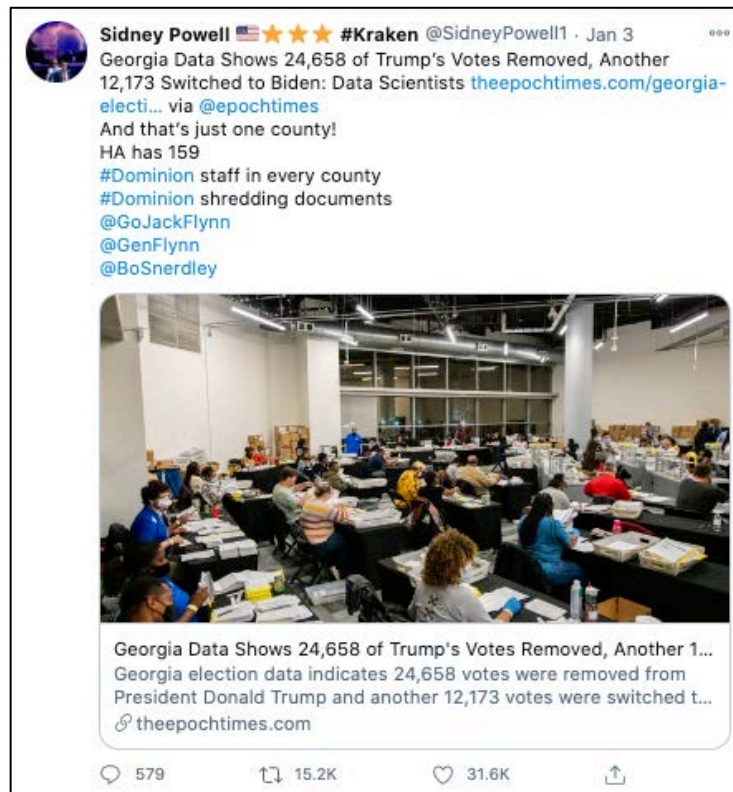 Sidney Powell 🇺🇸⭐⭐⭐ #Kraken @SidneyPowell1 · Jan 3
Georgia Data Shows 24,658 of Trump's Votes Removed, Another
12,173 Switched to Biden: Data Scientists theepochtimes.com/georgia-
electi... via @epochtimes
And that's just one county!
HA has 159
#Dominion staff in every county
#Dominion shredding documents
@GoJackFlynn
@GenFlynn
@BoSnerdley
Georgia Data Shows 24,658 of Trump's Votes Removed, Another 1...
Georgia election data indicates 24,658 votes were removed from
President Donald Trump and another 12,173 votes were switched t...
theepochtimes.com
579 15.2K 31.6K